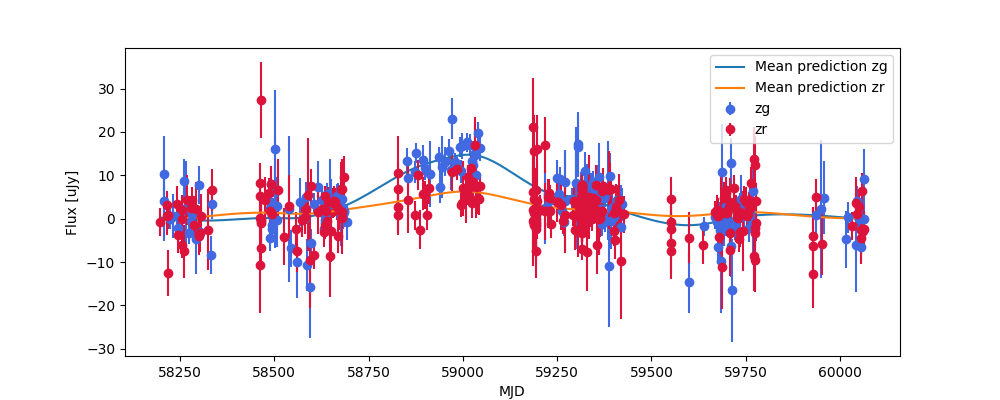 Mean prediction zg
Mean prediction zr
zg
zr
30
20
10
0
−10
−20
−30
Flux [uJy]
58250
58500
58750
59000
59250
59500
59750
60000
MJD